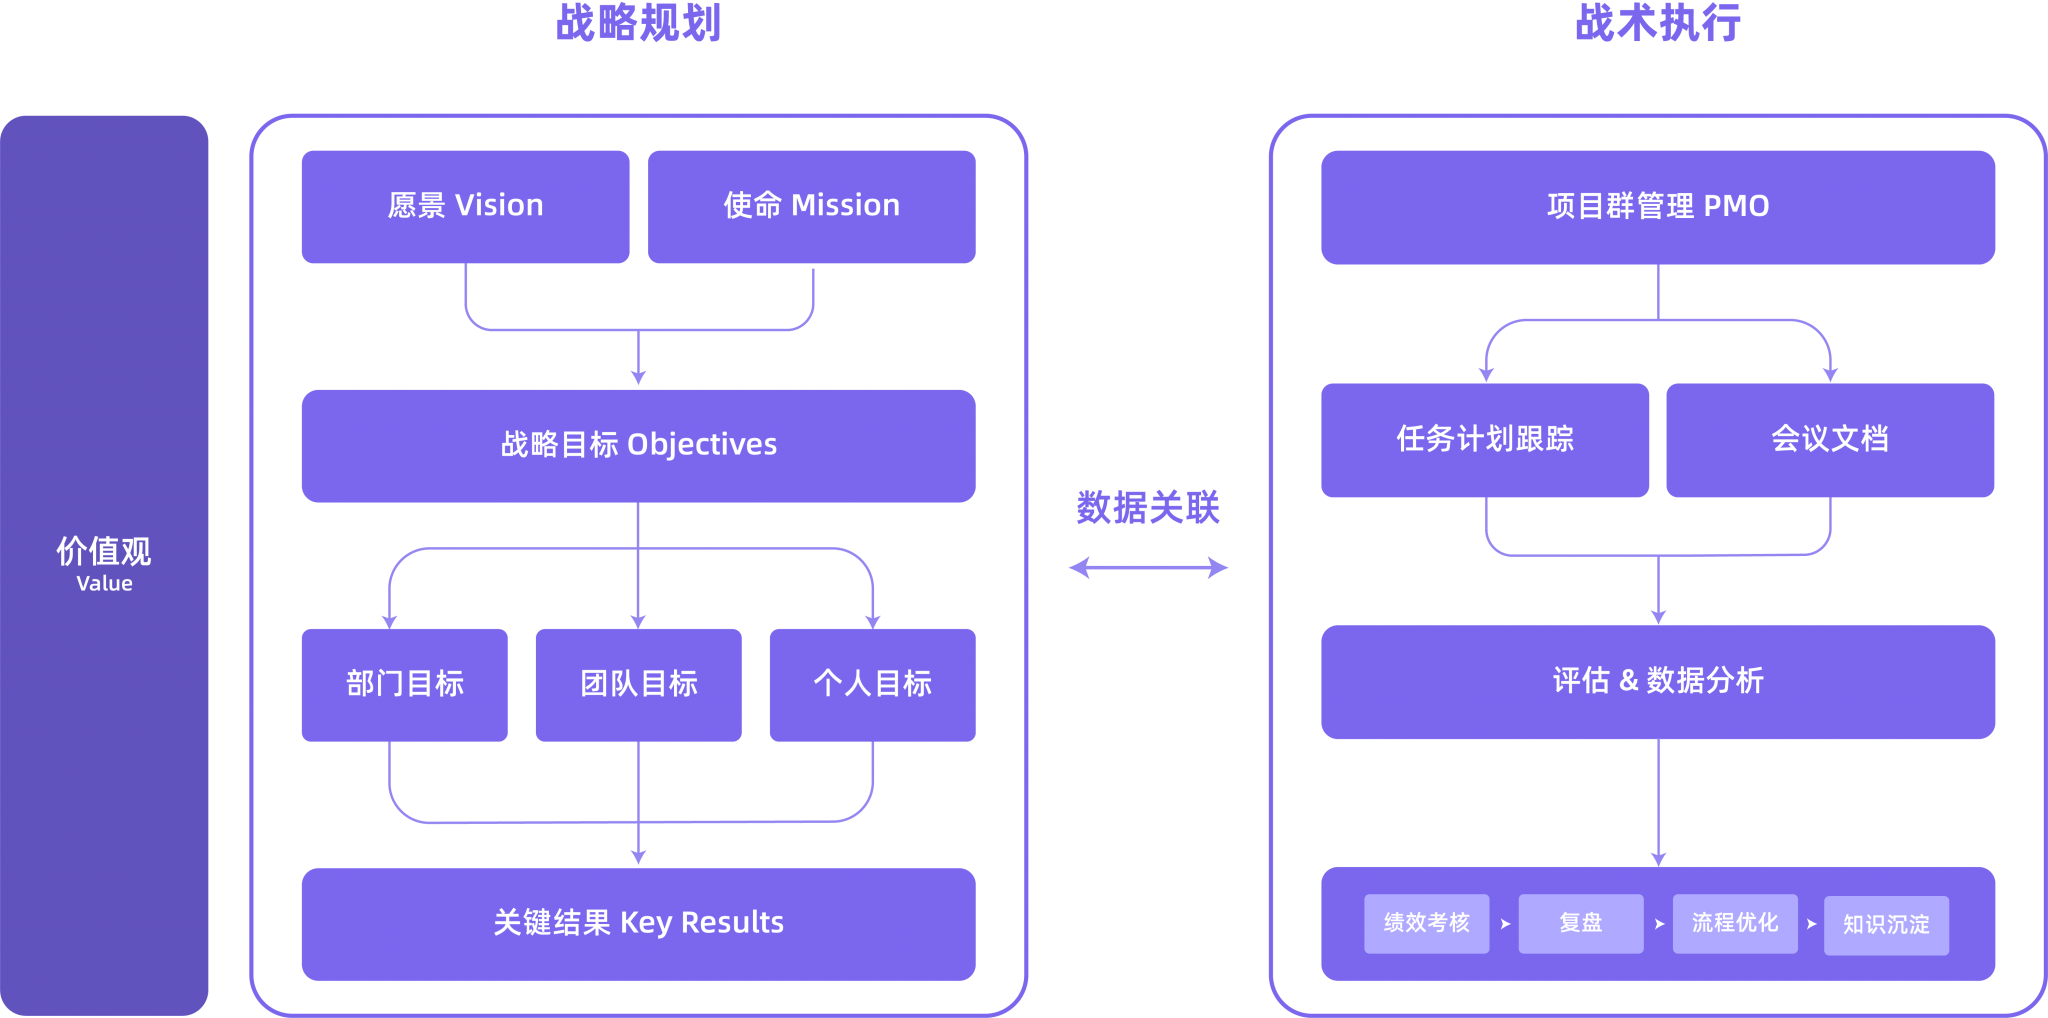 战略规划
战术执行
价值观
Value
愿景 Vision
使命 Mission
战略目标 Objectives
部门目标
团队目标
个人目标
关键结果 Key Results
数据关联
项目群管理 PMO
任务计划跟踪
会议文档
评估 & 数据分析
绩效考核
复盘
流程优化
知识沉淀